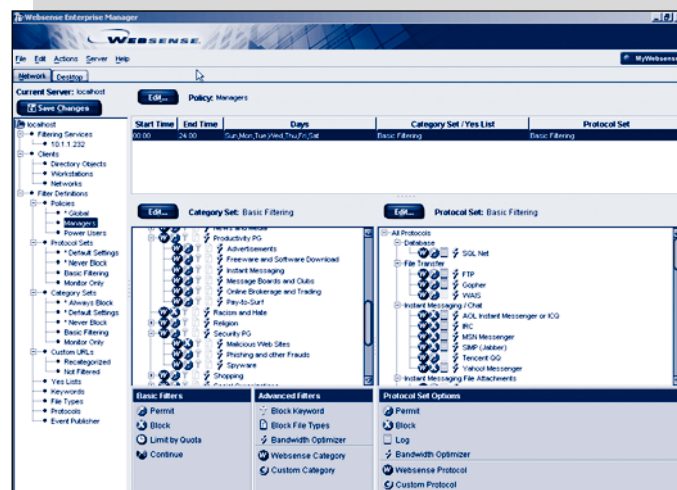 Websense Enterprise Manager
WEBSENSE
File Edit Actions Server Help
MyWebsense
Network Desktop
Current Server: localhost
Save Changes
localhost
Filtering Services
10.1.1.232
Clients
Directory Objects
Workstations
Networks
Filter Definitions
Policies
* Global
Managers
Power Users
Protocol Sets
* Default Settings
* Never Block
Basic Filtering
Monitor Only
Category Sets
* Always Block
* Default Settings
* Never Block
Basic Filtering
Monitor Only
Custom URLs
Recategorized
Not Filtered
Yes Lists
Keywords
File Types
Protocols
Event Publisher
Edit... Policy: Managers
Start Time End Time Days Category Set / Yes List Protocol Set
00:00 24:00 Sun,Mon,Tue,Wed,Thu,Fri,Sat Basic Filtering Basic Filtering
Edit... Category Set: Basic Filtering
News and Media
Productivity PG
Advertisements
Freeware and Software Download
Instant Messaging
Message Boards and Clubs
Online Brokerage and Trading
Pay-to-Surf
Racism and Hate
Religion
Security PG
Malicious Web Sites
Phishing and other Frauds
Spyware
Shopping
Social Organizations
Edit... Protocol Set: Basic Filtering
All Protocols
Database
SQL Net
File Transfer
FTP
Gopher
WAIS
Instant Messaging / Chat
AOL Instant Messenger or ICQ
IRC
MSN Messenger
SIMP (Jabber)
Tencent QQ
Yahoo! Messenger
Instant Messaging File Attachments
Basic Filters
Permit
Block
Limit by Quota
Continue
Advanced Filters
Block Keyword
Block File Types
Bandwidth Optimizer
Websense Category
Custom Category
Protocol Set Options
Permit
Block
Log
Bandwidth Optimizer
Websense Protocol
Custom Protocol